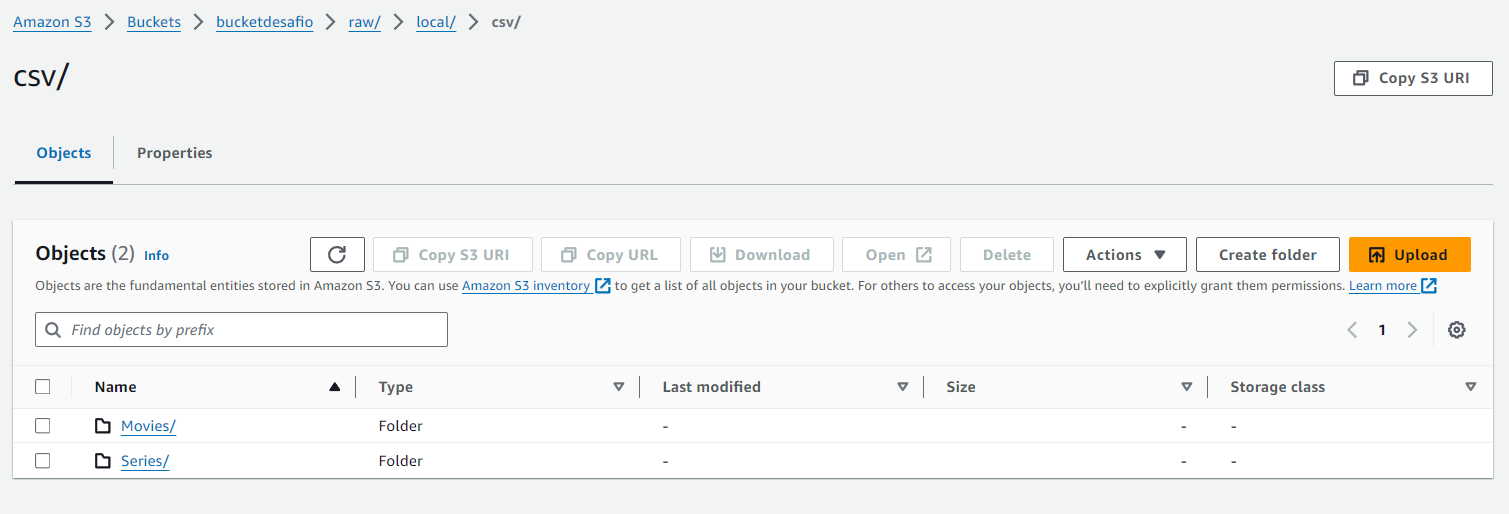 Amazon S3 > Buckets > bucketdesafio > raw/ > local/ > csv/
csv/
Copy S3 URI
Objects Properties
Objects (2) Info Copy S3 URI Copy URL Download Open Delete Actions Create folder Upload
Objects are the fundamental entities stored in Amazon S3. You can use Amazon S3 inventory to get a list of all objects in your bucket. For others to access your objects, you’ll need to explicitly grant them permissions. Learn more
Find objects by prefix
1
Name Type Last modified Size Storage class
Movies/ Folder - - -
Series/ Folder - - -